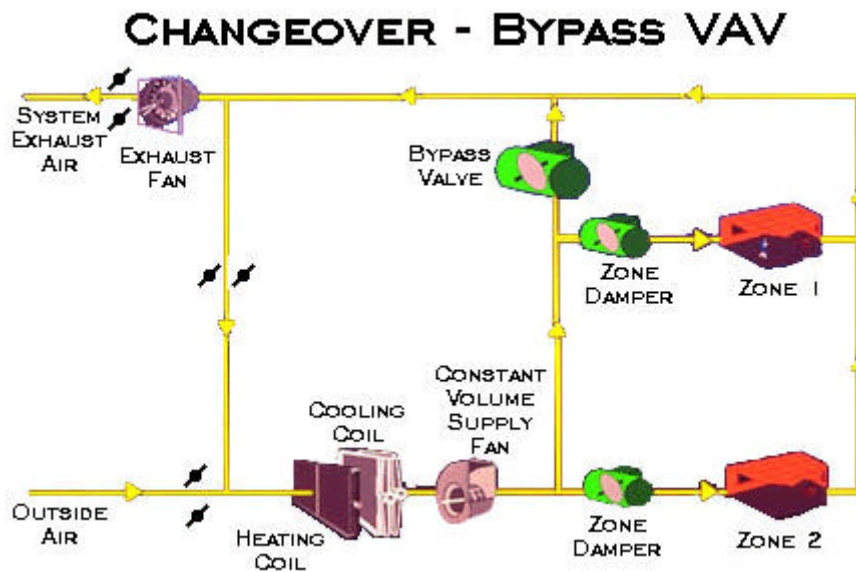 CHANGEOVER - BYPASS VAV
SYSTEM
EXHAUST
AIR
EXHAUST
FAN
BYPASS
VALVE
ZONE
DAMPER
ZONE 1
CONSTANT
VOLUME
SUPPLY
FAN
COOLING
COIL
OUTSIDE
AIR
HEATING
COIL
ZONE
DAMPER
ZONE 2